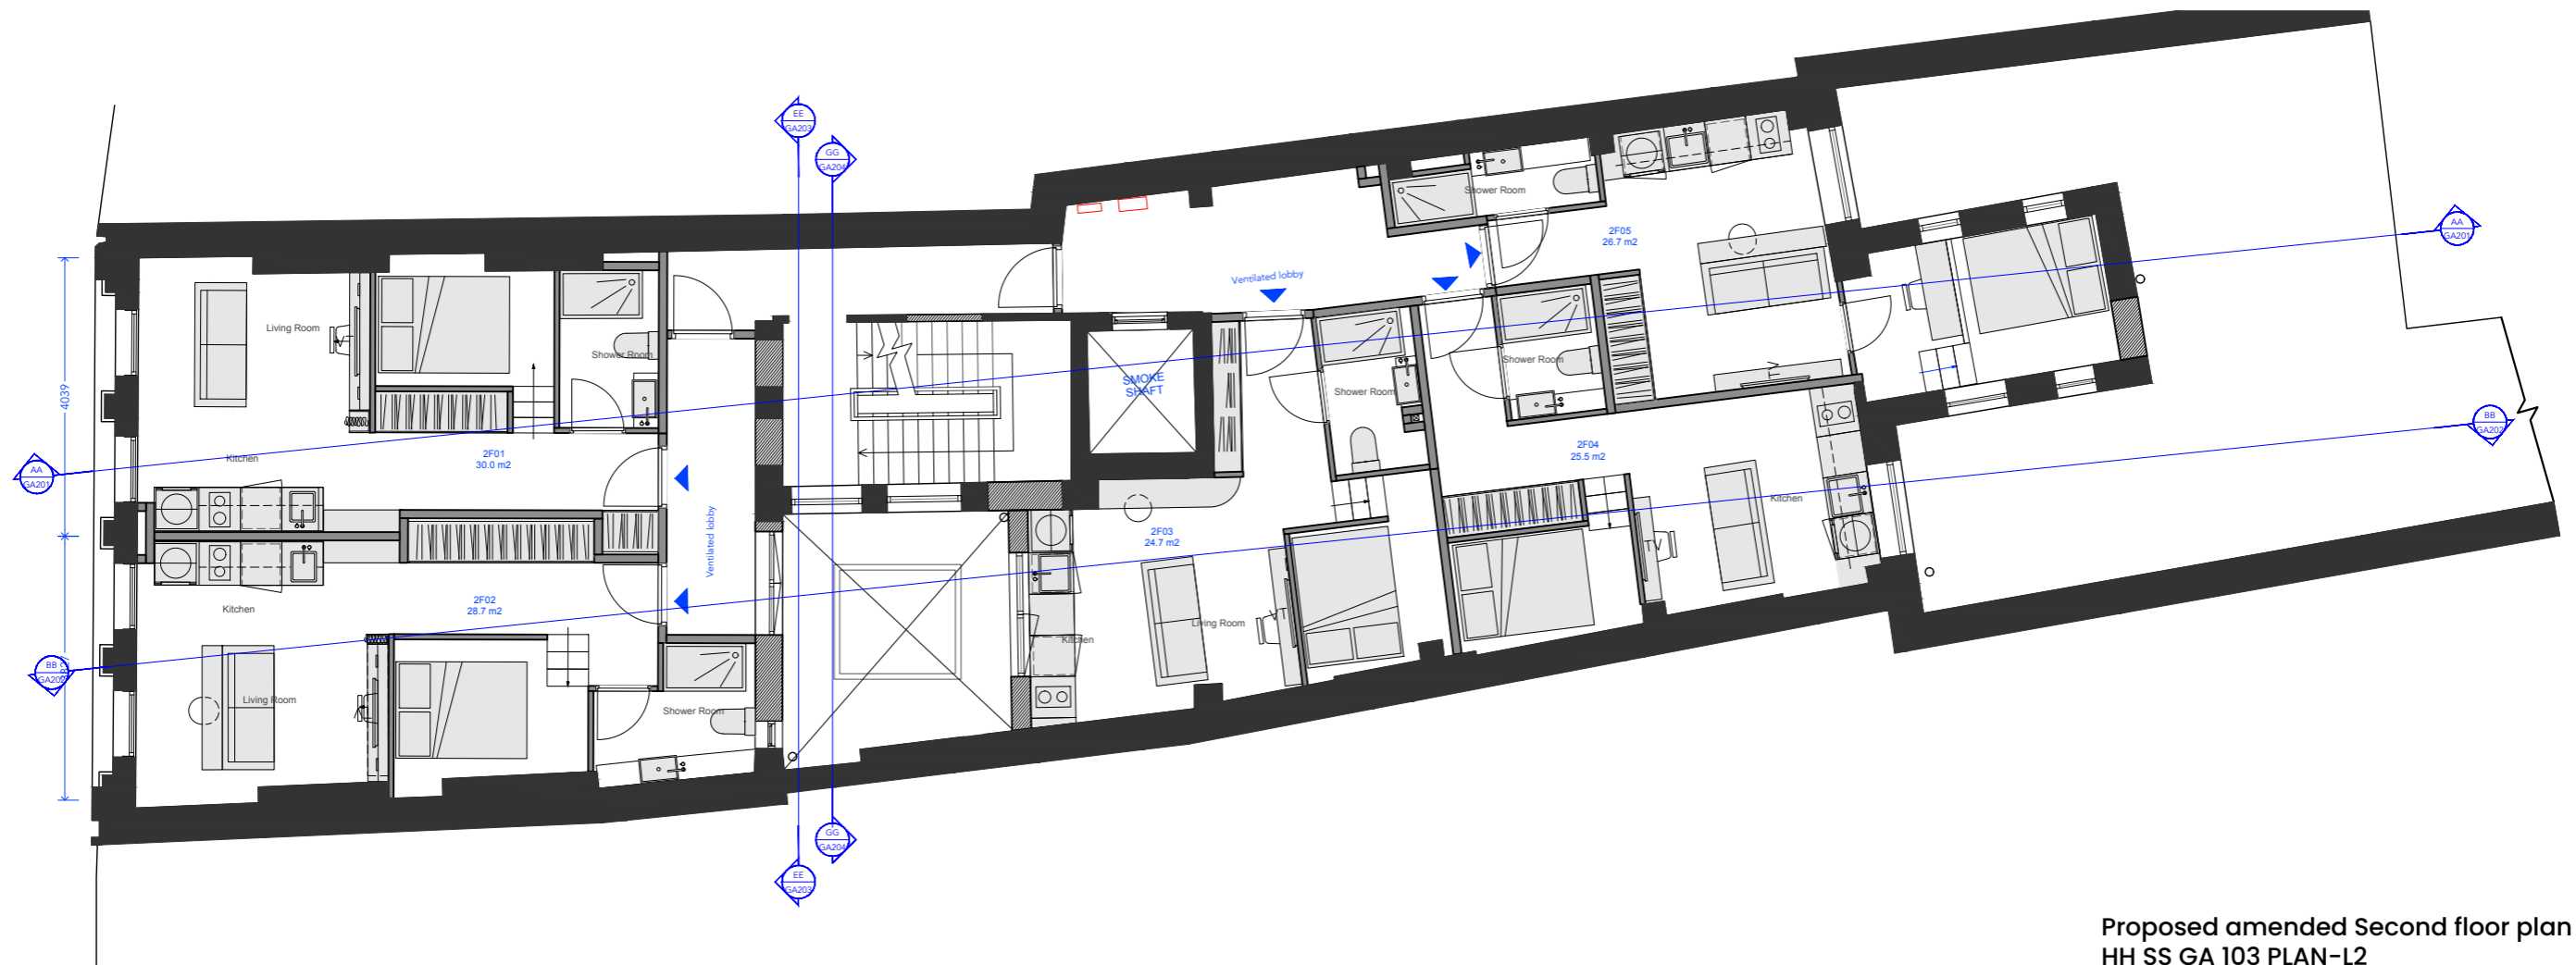 EE
GA203
GG
GA204
Shower Room
2F05
26.7 m2
AA
GA201
Ventilated lobby
Living Room
Shower Room
SMOKE
SHAFT
Shower Room
Shower Room
TV
4039
Kitchen
2F01
30.0 m2
2F04
25.5 m2
BB
GA202
AA
GA201
Kitchen
Ventilated lobby
2F03
24.7 m2
TV
2F02
28.7 m2
Kitchen
Living Room
TV
Kitchen
BB
GA202
Living Room
Shower Room
GG
GA204
EE
GA203
Proposed amended Second floor plan
HH SS GA 103 PLAN-L2